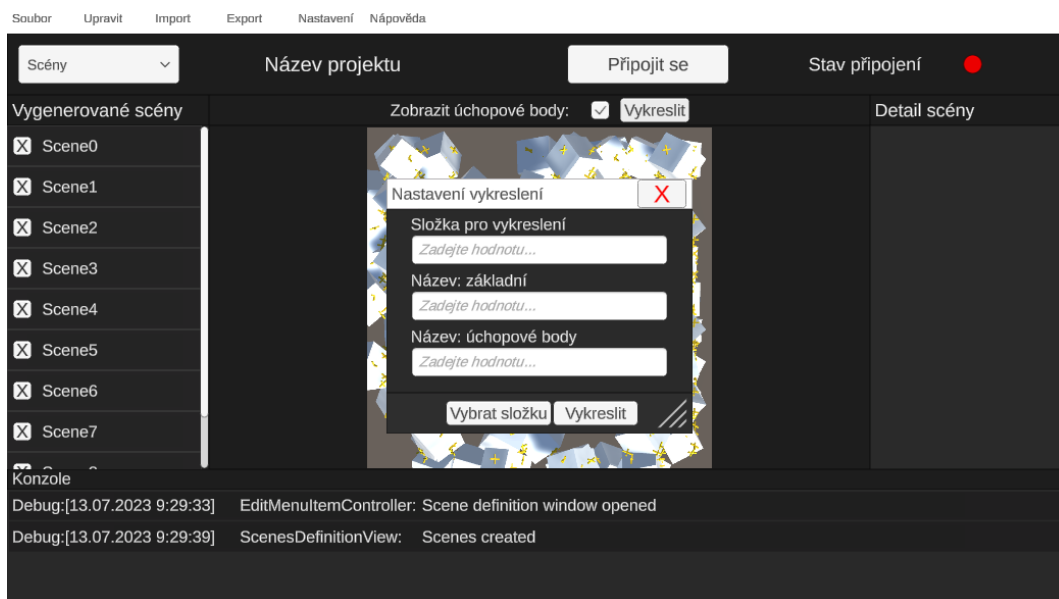 Soubor Upravit Import Export Nastavení Nápověda
Scény Název projektu Připojit se Stav připojení
Vygenerované scény Zobrazit úchopové body: Vykreslit Detail scény
X Scene0
X Scene1
X Scene2
X Scene3
X Scene4
X Scene5
X Scene6
X Scene7
Nastavení vykreslení X
Složka pro vykreslení
Zadejte hodnotu...
Název: základní
Zadejte hodnotu...
Název: úchopové body
Zadejte hodnotu...
Vybrat složku Vykreslit
Konzole
Debug:[13.07.2023 9:29:33] EditMenuItemController: Scene definition window opened
Debug:[13.07.2023 9:29:39] ScenesDefinitionView: Scenes created